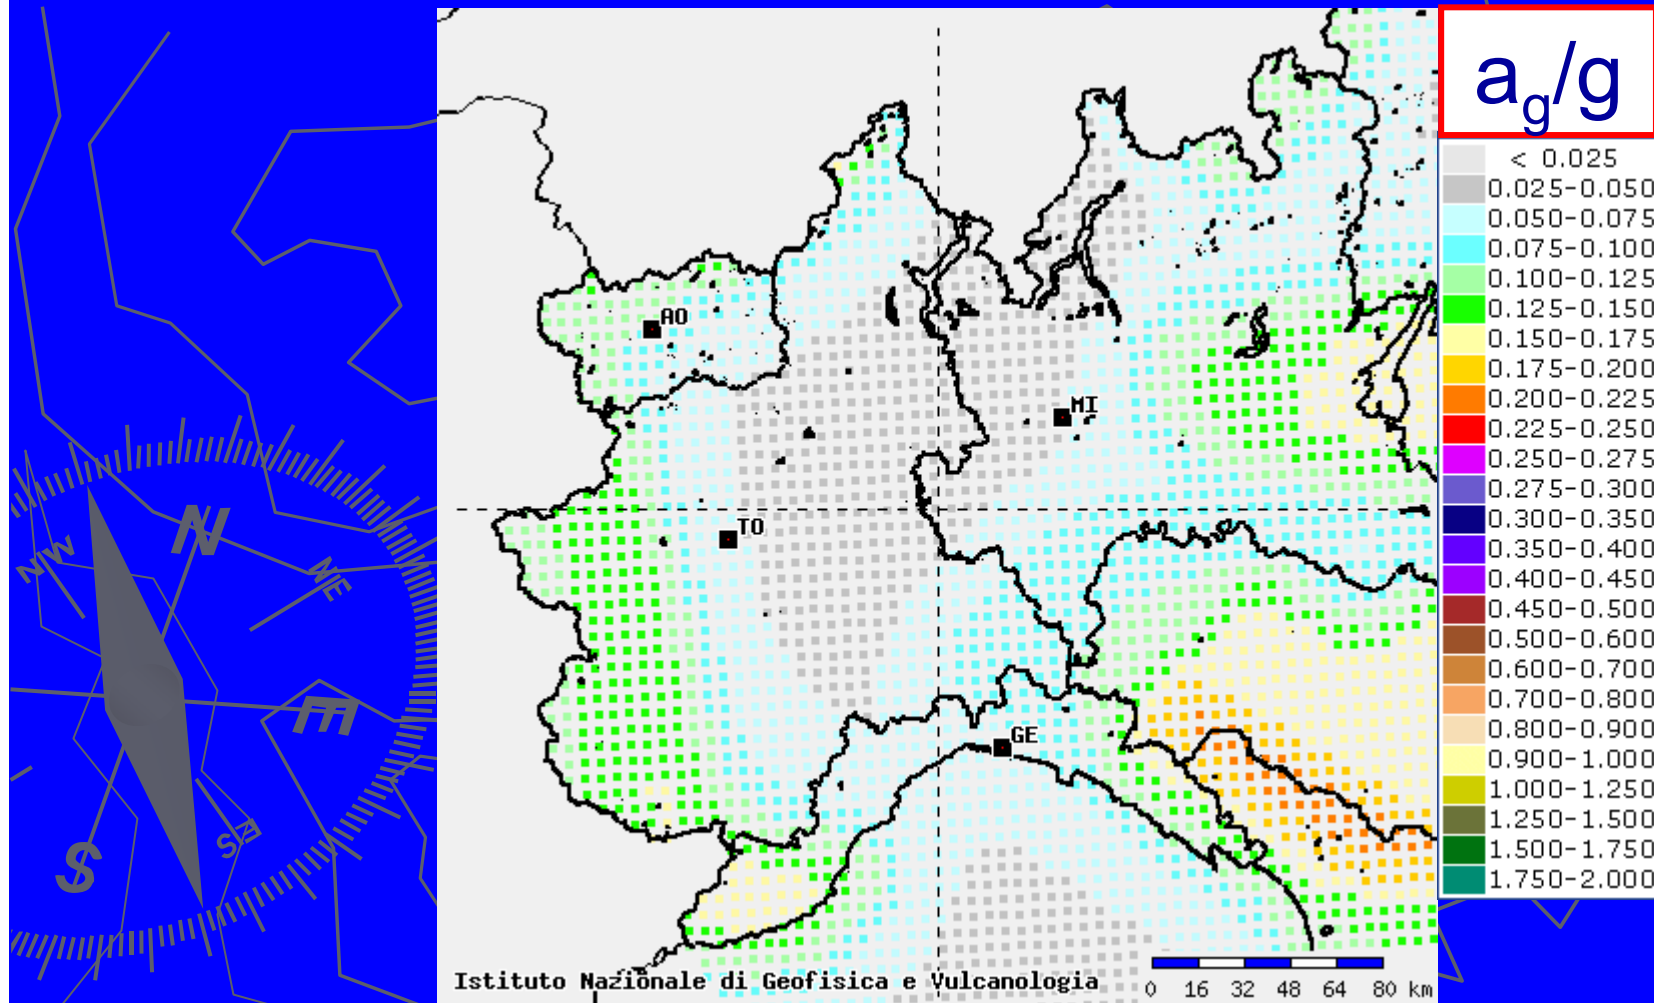 ag/g
< 0.025
0.025-0.050
0.050-0.075
0.075-0.100
0.100-0.125
0.125-0.150
0.150-0.175
0.175-0.200
0.200-0.225
0.225-0.250
0.250-0.275
0.275-0.300
0.300-0.350
0.350-0.400
0.400-0.450
0.450-0.500
0.500-0.600
0.600-0.700
0.700-0.800
0.800-0.900
0.900-1.000
1.000-1.250
1.250-1.500
1.500-1.750
1.750-2.000
AO
MI
TO
GE
N
NW
NE
E
S
SE
Istituto Nazionale di Geofisica e Vulcanologia
0 16 32 48 64 80 km